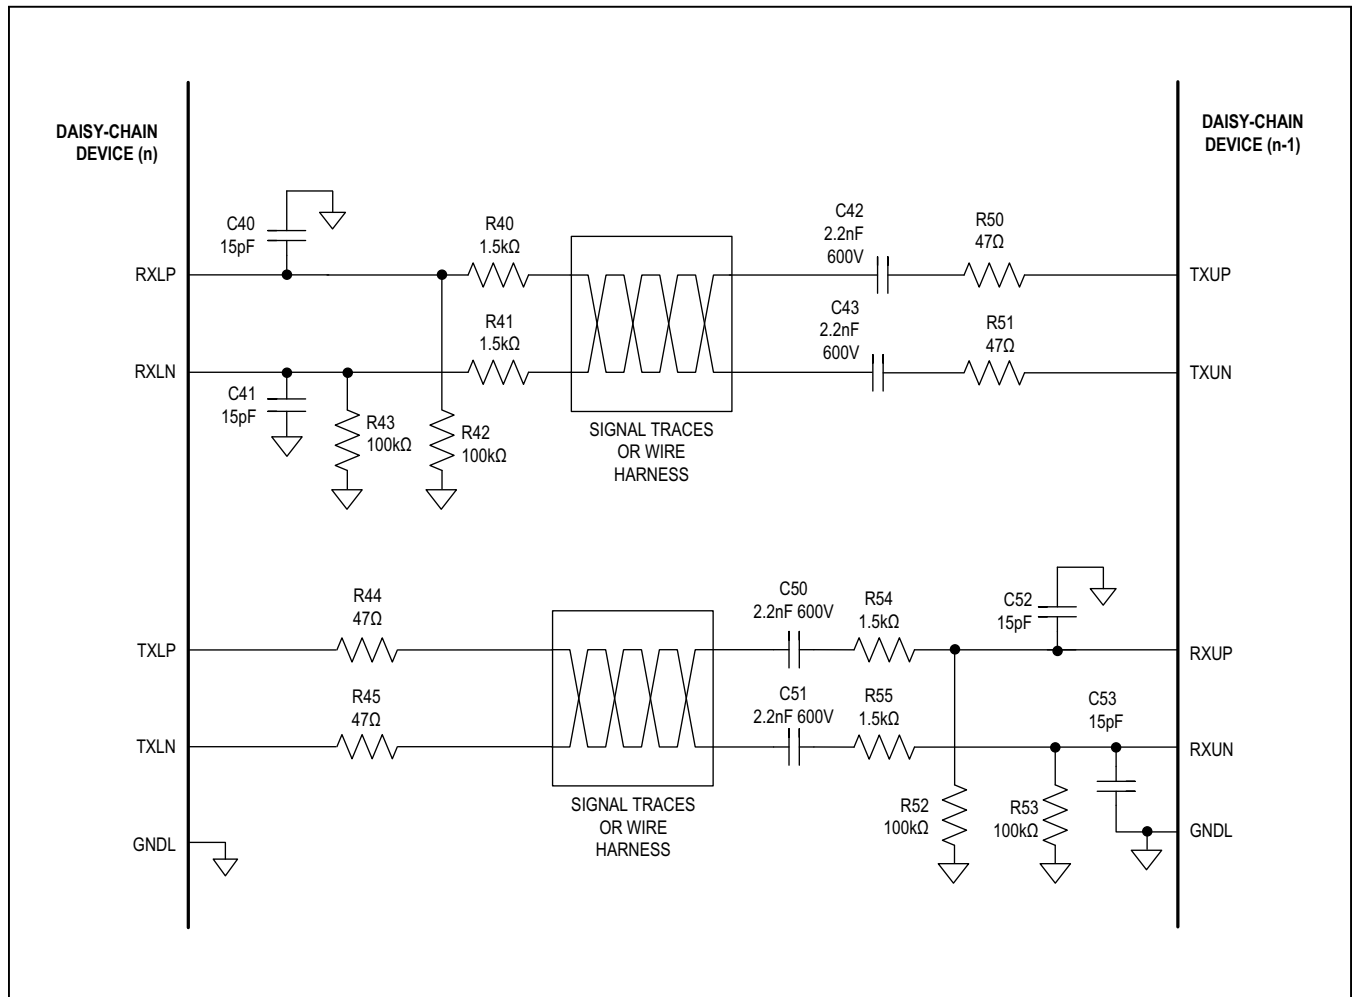 DAISY-CHAIN
DEVICE (n)
DAISY-CHAIN
DEVICE (n-1)
C40
15pF
R40
1.5kΩ
C42
2.2nF
600V
R50
47Ω
RXLP
TXUP
R41
1.5kΩ
C43
2.2nF
600V
R51
47Ω
RXLN
TXUN
C41
15pF
R43
100kΩ
R42
100kΩ
SIGNAL TRACES
OR WIRE
HARNESS
R44
47Ω
C50
2.2nF 600V
R54
1.5kΩ
C52
15pF
TXLP
RXUP
R45
47Ω
C51
2.2nF 600V
R55
1.5kΩ
C53
15pF
TXLN
RXUN
SIGNAL TRACES
OR WIRE
HARNESS
R52
100kΩ
R53
100kΩ
GNDL
GNDL